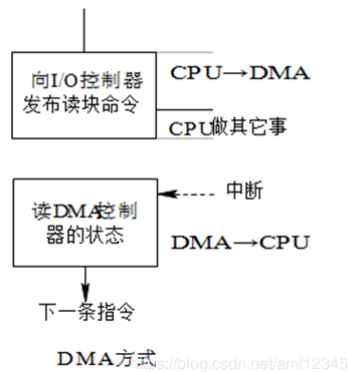 向I/O控制器
发布读块命令
CPU→DMA
CPU做其它事
读DMA控制
器的状态
中断
DMA→CPU
下一条指令
DMA方式
https://blog.csdn.net/amf12345